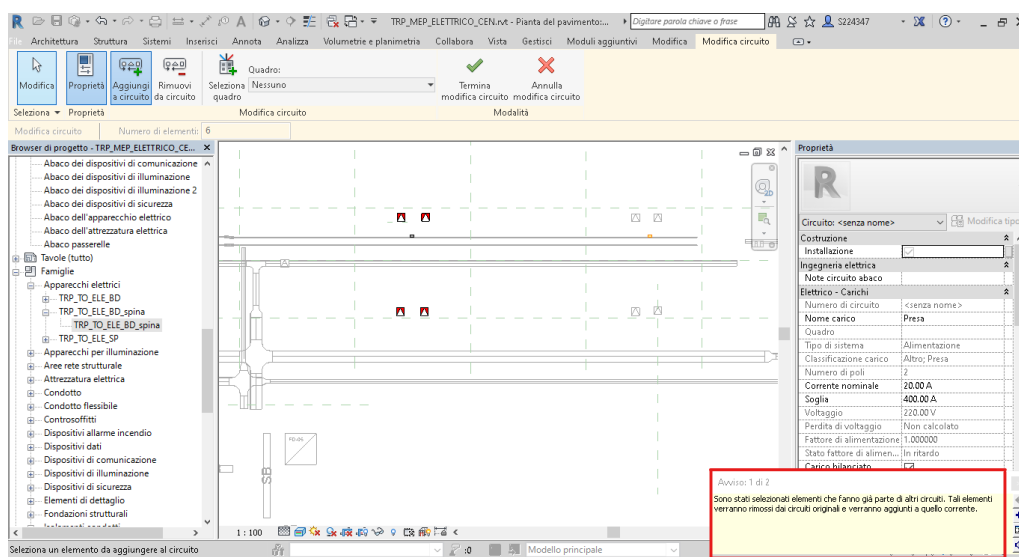 TRP_MEP_ELETTRICO_CEN.rvt - Pianta del pavimento:...
Digitare parola chiave o frase
S224347
File Architettura Struttura Sistemi Inserisci Annota Analizza Volumetrie e planimetria Collabora Vista Gestisci Moduli aggiuntivi Modifica Modifica circuito
Modifica
Proprietà
Aggiungi a circuito
Rimuovi da circuito
Seleziona quadro
Quadro:
Nessuno
Termina modifica circuito
Annulla modifica circuito
Seleziona
Proprietà
Modifica circuito
Modalità
Modifica circuito
Numero di elementi: 6
Browser di progetto - TRP_MEP_ELETTRICO_CE...
Abaco dei dispositivi di comunicazione
Abaco dei dispositivi di illuminazione
Abaco dei dispositivi di illuminazione 2
Abaco dei dispositivi di sicurezza
Abaco dell'apparecchio elettrico
Abaco dell'attrezzatura elettrica
Abaco passerelle
Tavole (tutto)
Famiglie
Apparecchi elettrici
TRP_TO_ELE_BD
TRP_TO_ELE_BD_spina
TRP_TO_ELE_BD_spina
TRP_TO_ELE_SP
Apparecchi per illuminazione
Aree rete strutturale
Attrezzatura elettrica
Condotto
Condotto flessibile
Controsoffitti
Dispositivi allarme incendio
Dispositivi dati
Dispositivi di comunicazione
Dispositivi di illuminazione
Dispositivi di sicurezza
Elementi di dettaglio
Fondazioni strutturali
SB
1 : 100
Proprietà
Circuito: <senza nome>
Modifica tipo
Costruzione
Installazione
Ingegneria elettrica
Note circuito abaco
Elettrico - Carichi
Numero di circuito <senza nome>
Nome carico Presa
Quadro
Tipo di sistema Alimentazione
Classificazione carico Altro; Presa
Numero di poli 2
Corrente nominale 20.00 A
Soglia 400.00 A
Voltaggio 220.00 V
Perdita di voltaggio Non calcolato
Fattore di alimentazione 1.000000
Stato fattore di alimen... In ritardo
Carico bilanciato
Avviso: 1 di 2
Sono stati selezionati elementi che fanno già parte di altri circuiti. Tali elementi
verranno rimossi dai circuiti originali e verranno aggiunti a quello corrente.
Seleziona un elemento da aggiungere al circuito
:0
Modello principale